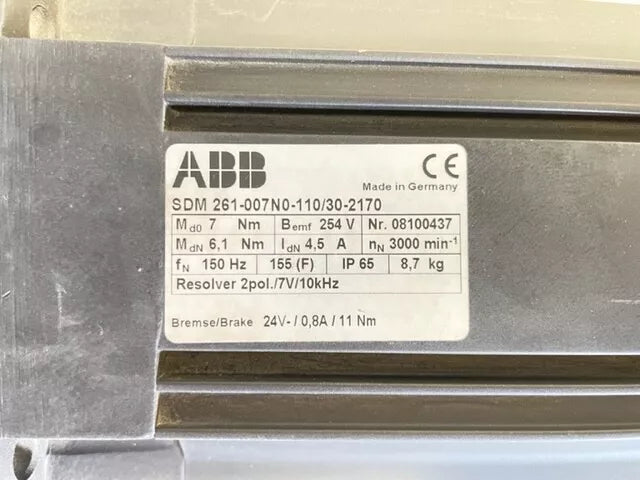 ABB CE
Made in Germany
SDM 261-007N0-110/30-2170
Md0 7 Nm Bemf 254 V Nr. 08100437
MdN 6,1 Nm IdN 4,5 A nN 3000 min-1
fN 150 Hz 155 (F) IP 65 8,7 kg
Resolver 2pol./7V/10kHz
Bremse/Brake 24V- / 0,8A / 11 Nm